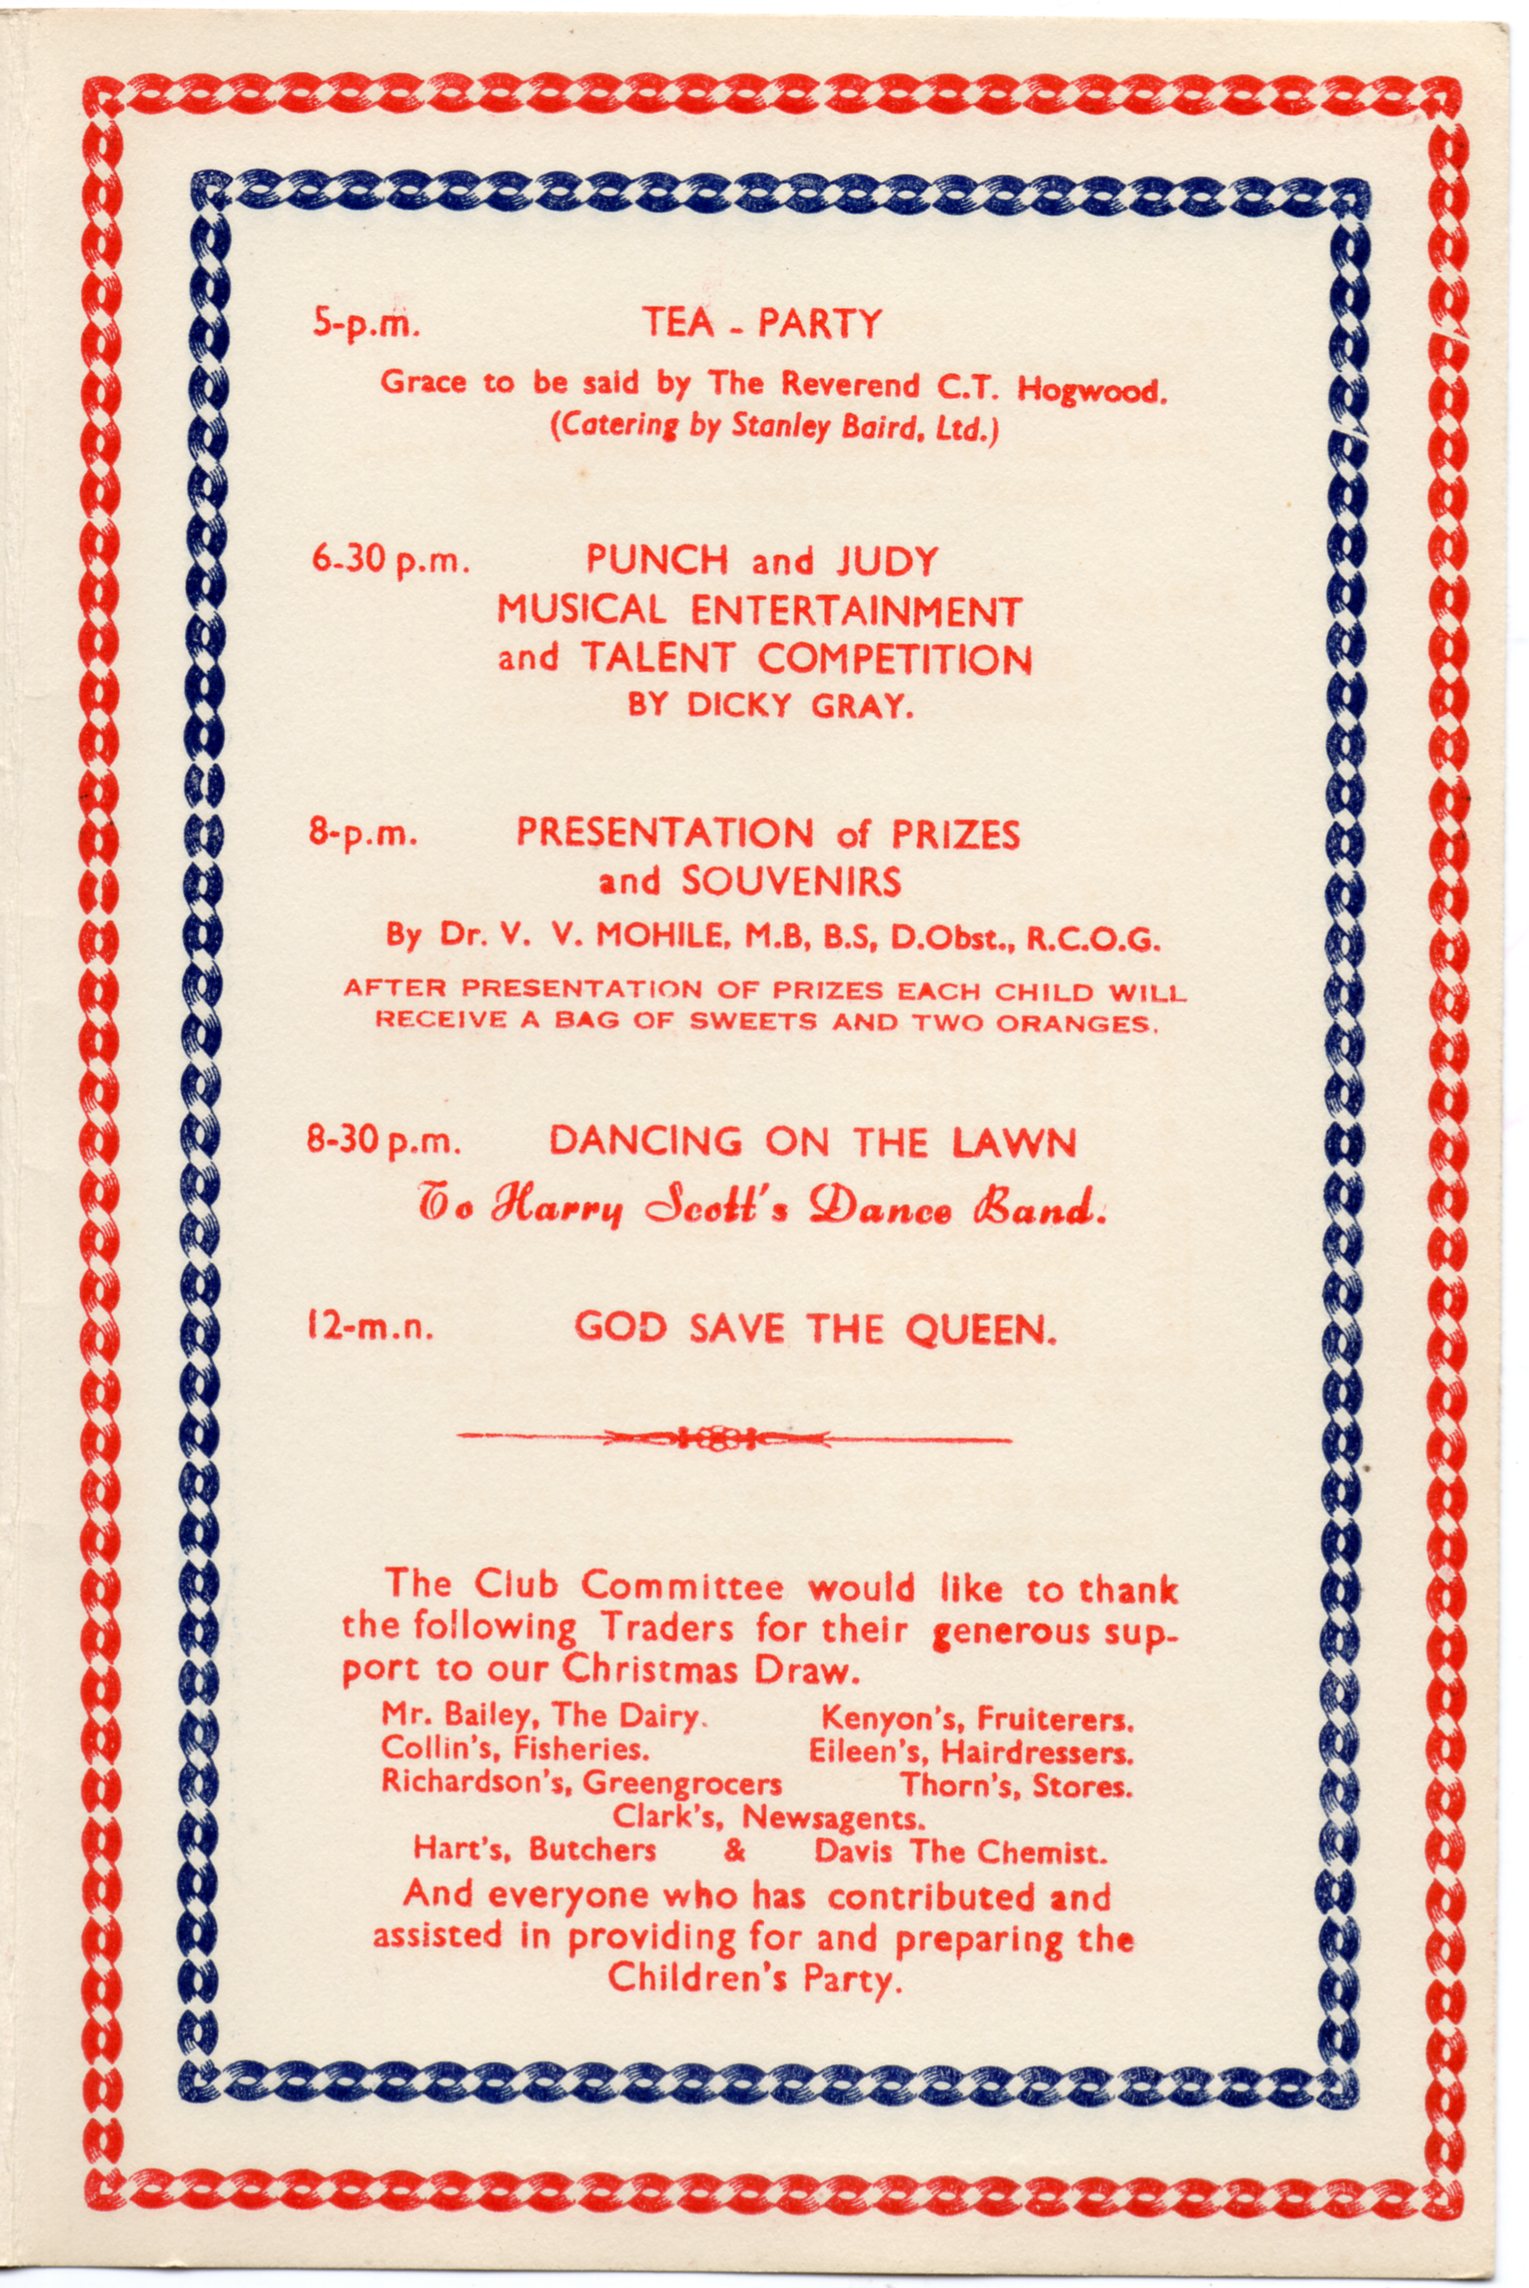 5-p.m. TEA - PARTY
Grace to be said by The Reverend C.T. Hogwood.
(Catering by Stanley Baird, Ltd.)
6-30 p.m. PUNCH and JUDY
MUSICAL ENTERTAINMENT
and TALENT COMPETITION
BY DICKY GRAY.
8-p.m. PRESENTATION of PRIZES
and SOUVENIRS
By Dr. V. V. MOHILE, M.B, B.S, D.Obst., R.C.O.G.
AFTER PRESENTATION OF PRIZES EACH CHILD WILL
RECEIVE A BAG OF SWEETS AND TWO ORANGES.
8-30 p.m. DANCING ON THE LAWN
To Harry Scott's Dance Band.
12-m.n. GOD SAVE THE QUEEN.
The Club Committee would like to thank
the following Traders for their generous sup-
port to our Christmas Draw.
Mr. Bailey, The Dairy. Kenyon's, Fruiterers.
Collin's, Fisheries. Eileen's, Hairdressers.
Richardson's, Greengrocers Thorn's, Stores.
Clark's, Newsagents.
Hart's, Butchers & Davis The Chemist.
And everyone who has contributed and
assisted in providing for and preparing the
Children's Party.